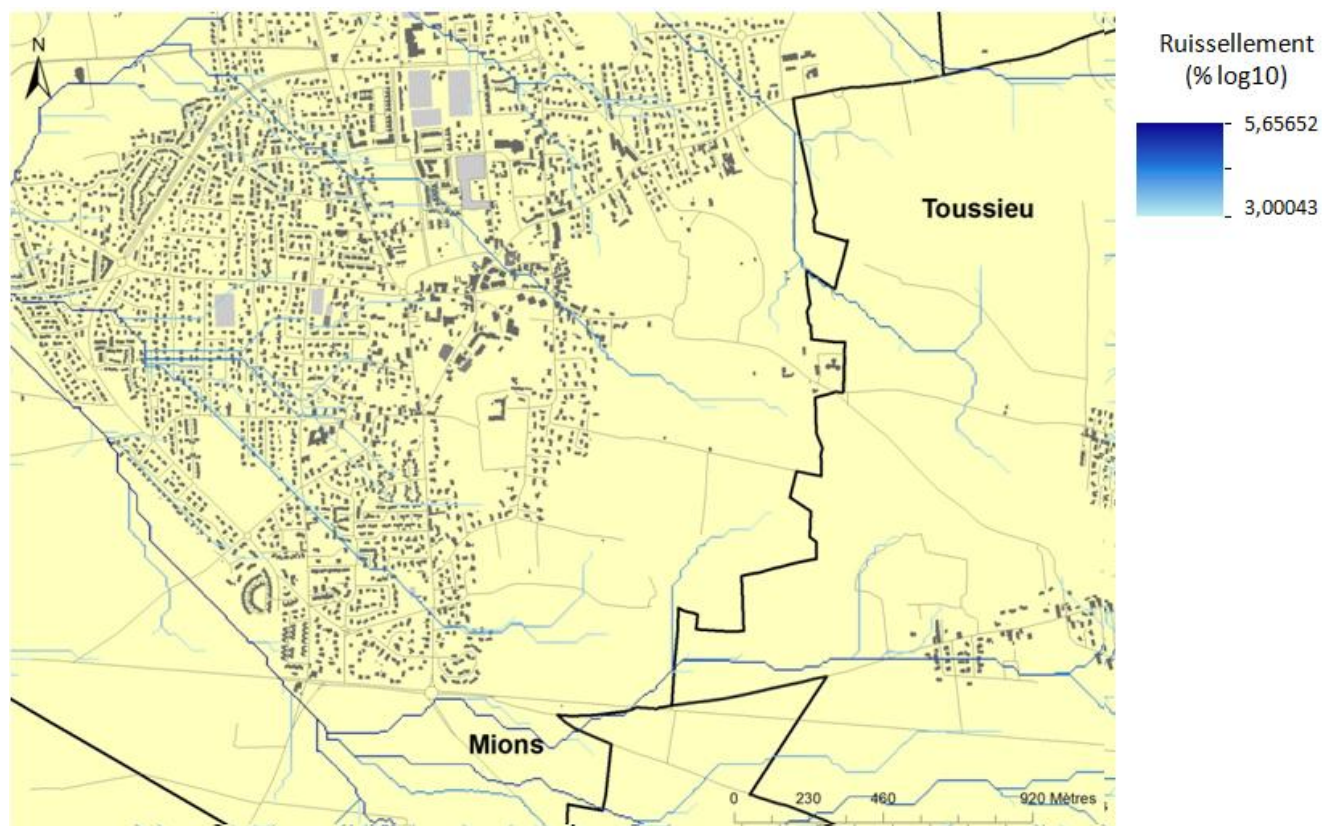 N
Ruissellement
(% log10)
5,65652
3,00043
Toussieu
Mions
0 230 460 920 Mètres